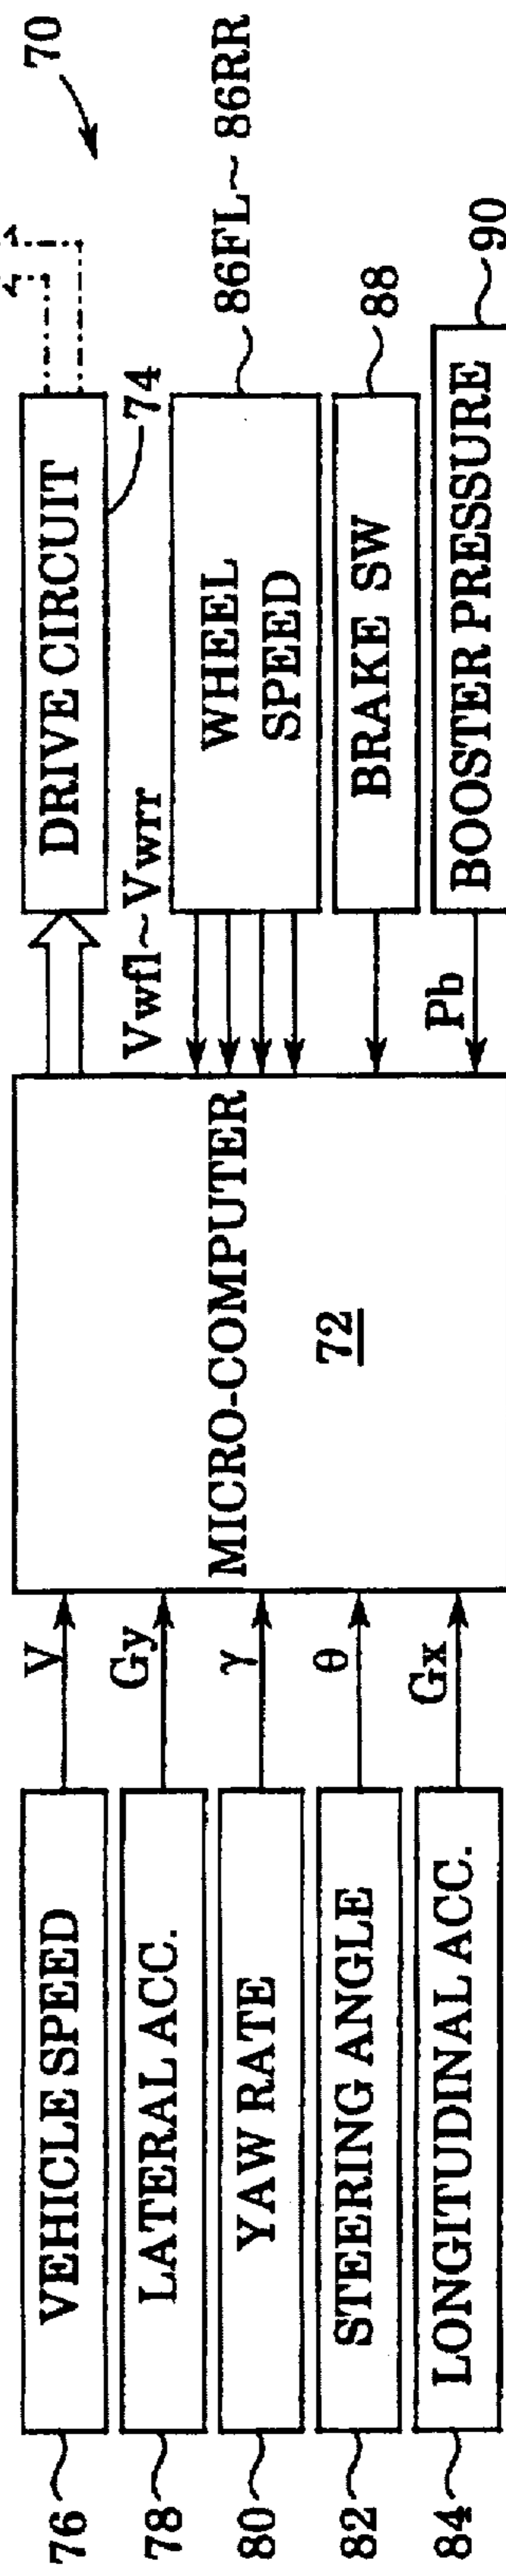 70
76
VEHICLE SPEED
V
78
LATERAL ACC.
Gy
80
YAW RATE
γ
82
STEERING ANGLE
θ
84
LONGITUDINAL ACC.
Gx
MICRO-COMPUTER
72
DRIVE CIRCUIT
74
Vwfl~Vwrr
WHEEL
SPEED
86FL~86RR
BRAKE SW
88
Pb
BOOSTER PRESSURE
90